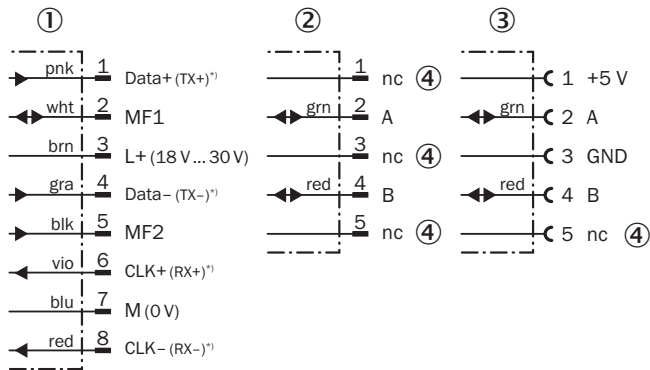 ① ② ③
pnk 1 Data+ (TX+)*)
wht 2 MF1
brn 3 L+ (18 V ... 30 V)
gra 4 Data– (TX–)*)
blk 5 MF2
vio 6 CLK+ (RX+)*)
blu 7 M (0 V)
red 8 CLK– (RX–)*)
1 nc ④
grn 2 A
3 nc ④
red 4 B
5 nc ④
1 +5 V
grn 2 A
3 GND
red 4 B
5 nc ④